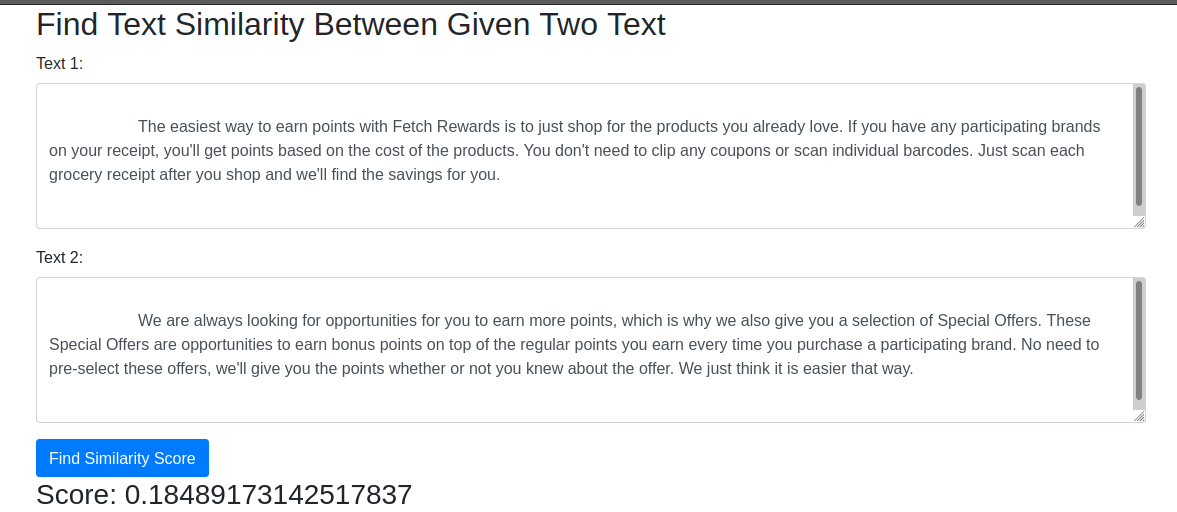 Find Text Similarity Between Given Two Text
Text 1:
The easiest way to earn points with Fetch Rewards is to just shop for the products you already love. If you have any participating brands
on your receipt, you'll get points based on the cost of the products. You don't need to clip any coupons or scan individual barcodes. Just scan each
grocery receipt after you shop and we'll find the savings for you.
Text 2:
We are always looking for opportunities for you to earn more points, which is why we also give you a selection of Special Offers. These
Special Offers are opportunities to earn bonus points on top of the regular points you earn every time you purchase a participating brand. No need to
pre-select these offers, we'll give you the points whether or not you knew about the offer. We just think it is easier that way.
Find Similarity Score
Score: 0.18489173142517837